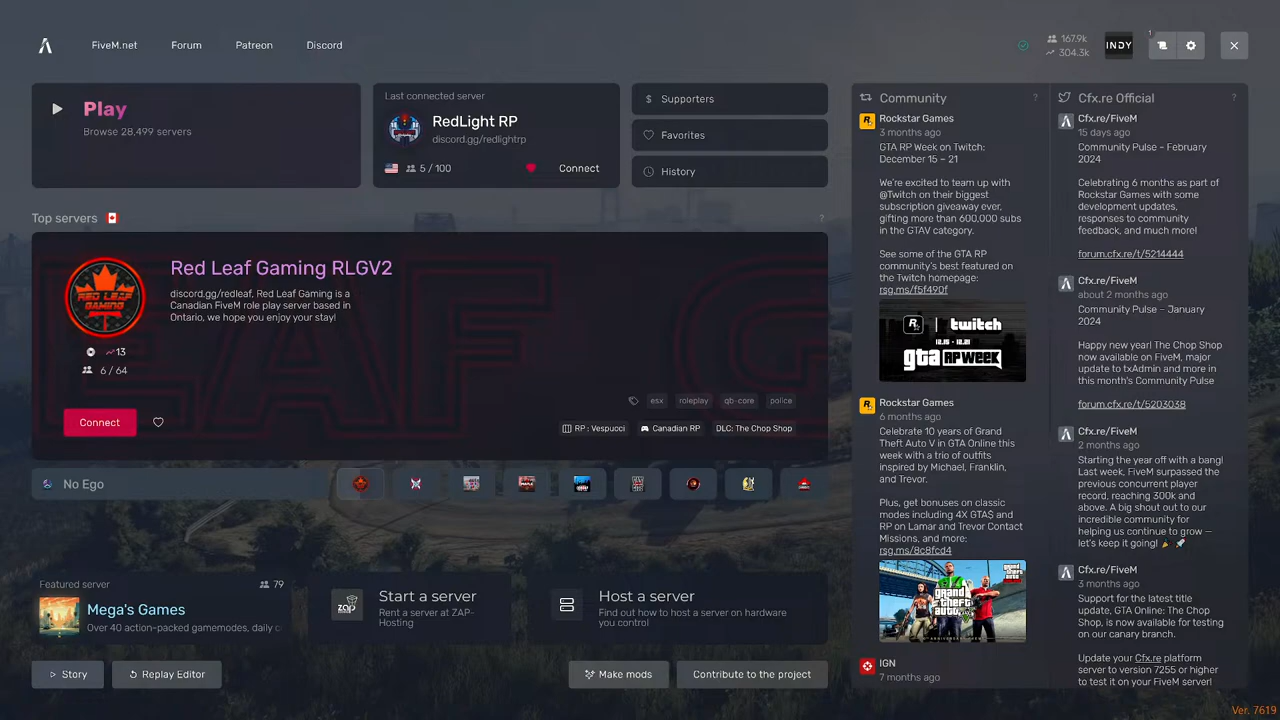 FiveM.net
Forum
Patreon
Discord
167.9k
304.3k
INDY
1
Play
Browse 28,499 servers
Last connected server
RedLight RP
discord.gg/redlightrp
5 / 100
Connect
$ Supporters
Favorites
History
Top servers
?
RED LEAF
GAMING
Red Leaf Gaming RLGV2
discord.gg/redleaf, Red Leaf Gaming is a
Canadian FiveM role play server based in
Ontario, we hope you enjoy your stay!
13
6 / 64
Connect
esx
roleplay
qb-core
police
RP : Vespucci
Canadian RP
DLC: The Chop Shop
No Ego
Featured server
79
Mega's Games
Over 40 action-packed gamemodes, daily c
ZAP
Start a server
Rent a server at ZAP-
Hosting
Host a server
Find out how to host a server on hardware
you control
Story
Replay Editor
Make mods
Contribute to the project
Community
?
Rockstar Games
3 months ago
GTA RP Week on Twitch:
December 15 – 21
We're excited to team up with
@Twitch on their biggest
subscription giveaway ever,
gifting more than 600,000 subs
in the GTAV category.
See some of the GTA RP
community's best featured on
the Twitch homepage:
rsg.ms/f5f490f
R* | twitch
12.15 - 12.21
gta RP WEEK
Rockstar Games
6 months ago
Celebrate 10 years of Grand
Theft Auto V in GTA Online this
week with a trio of outfits
inspired by Michael, Franklin,
and Trevor.
Plus, get bonuses on classic
modes including 4X GTA$ and
RP on Lamar and Trevor Contact
Missions, and more:
rsg.ms/8c8fcd4
grand
theft
auto
IGN
7 months ago
Cfx.re Official
?
Cfx.re/FiveM
15 days ago
Community Pulse – February
2024
Celebrating 6 months as part of
Rockstar Games with some
development updates,
responses to community
feedback, and much more!
forum.cfx.re/t/5214444
Cfx.re/FiveM
about 2 months ago
Community Pulse – January
2024
Happy new year! The Chop Shop
now available on FiveM, major
update to txAdmin and more in
this month's Community Pulse
forum.cfx.re/t/5203038
Cfx.re/FiveM
2 months ago
Starting the year off with a bang!
Last week, FiveM surpassed the
previous concurrent player
record, reaching 300k and
above. A big shout out to our
incredible community for
helping us continue to grow —
let's keep it going! 🎉 🚀
Cfx.re/FiveM
3 months ago
Support for the latest title
update, GTA Online: The Chop
Shop, is now available for testing
on our canary branch.
Update your Cfx.re platform
server to version 7255 or higher
to test it on your FiveM server!
Ver. 7619